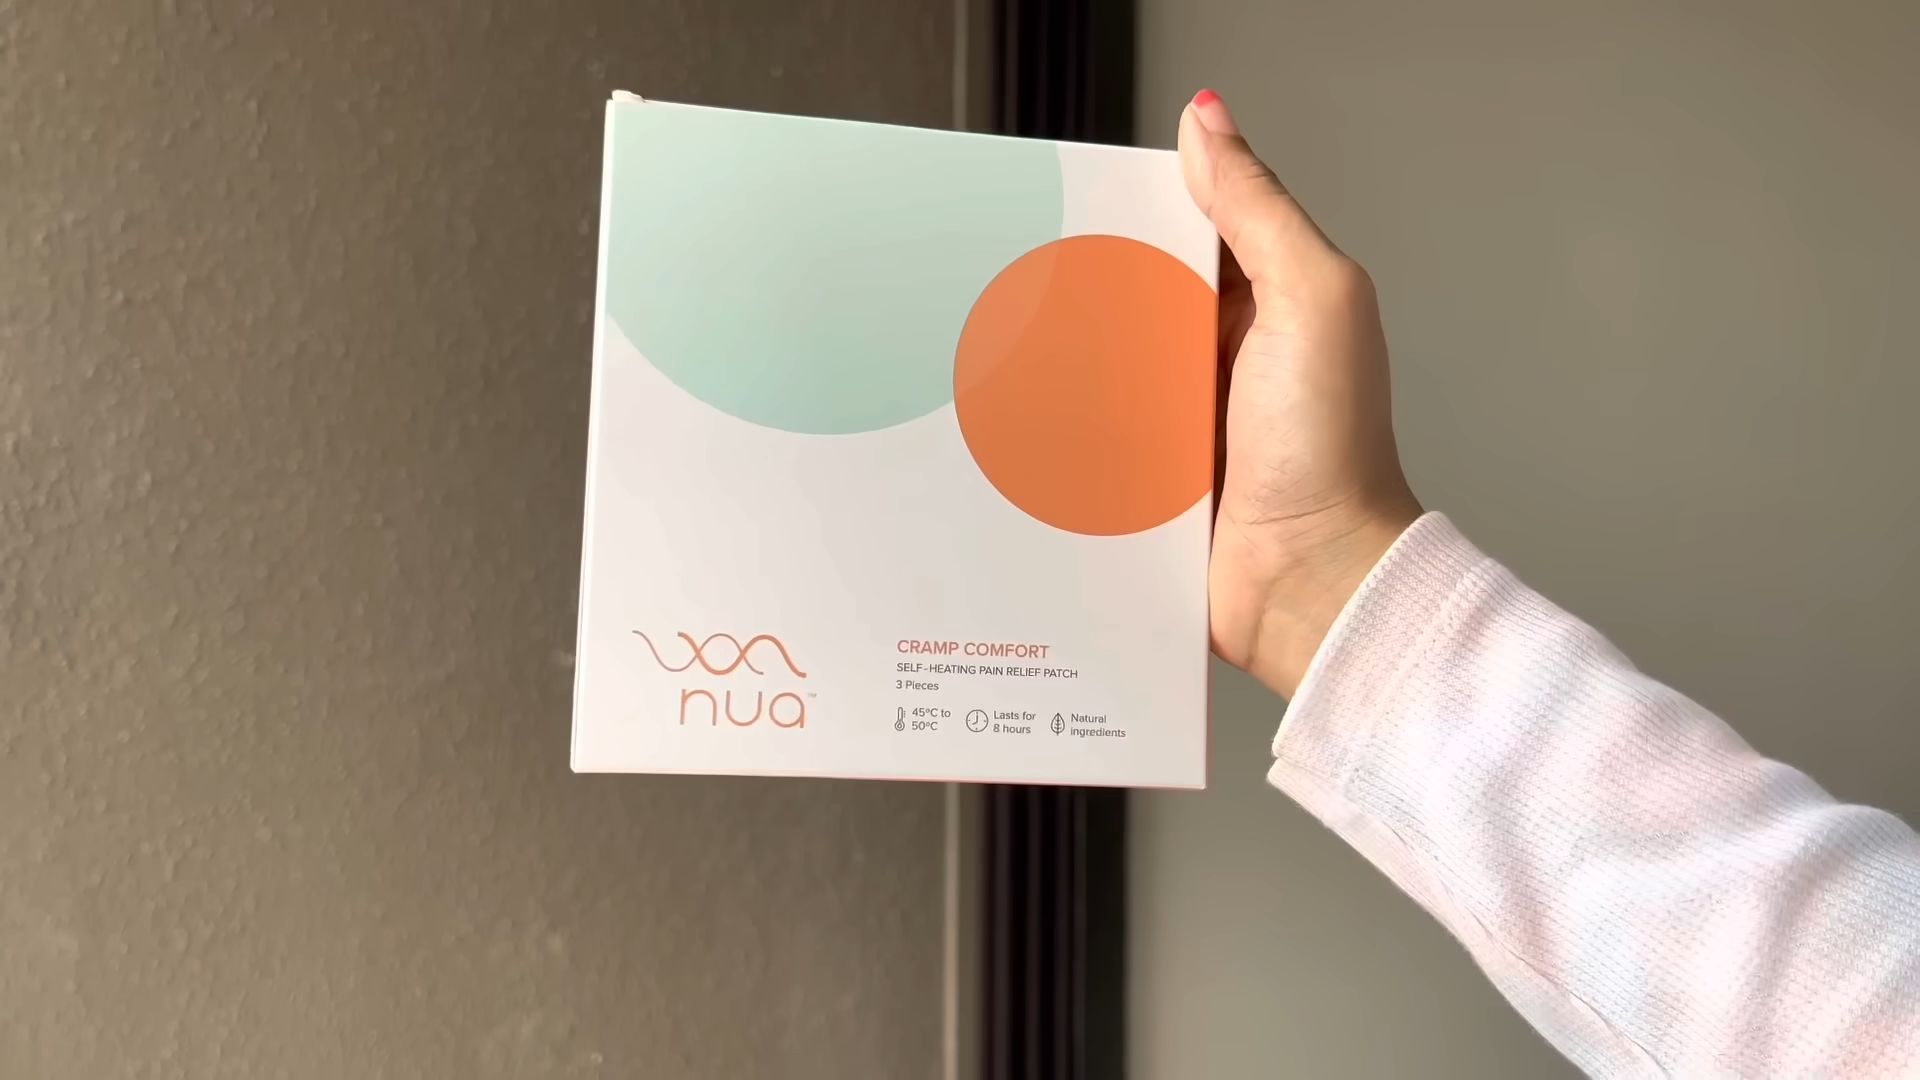 nua™
CRAMP COMFORT
SELF-HEATING PAIN RELIEF PATCH
3 Pieces
45°C to
50°C
Lasts for
8 hours
Natural
ingredients